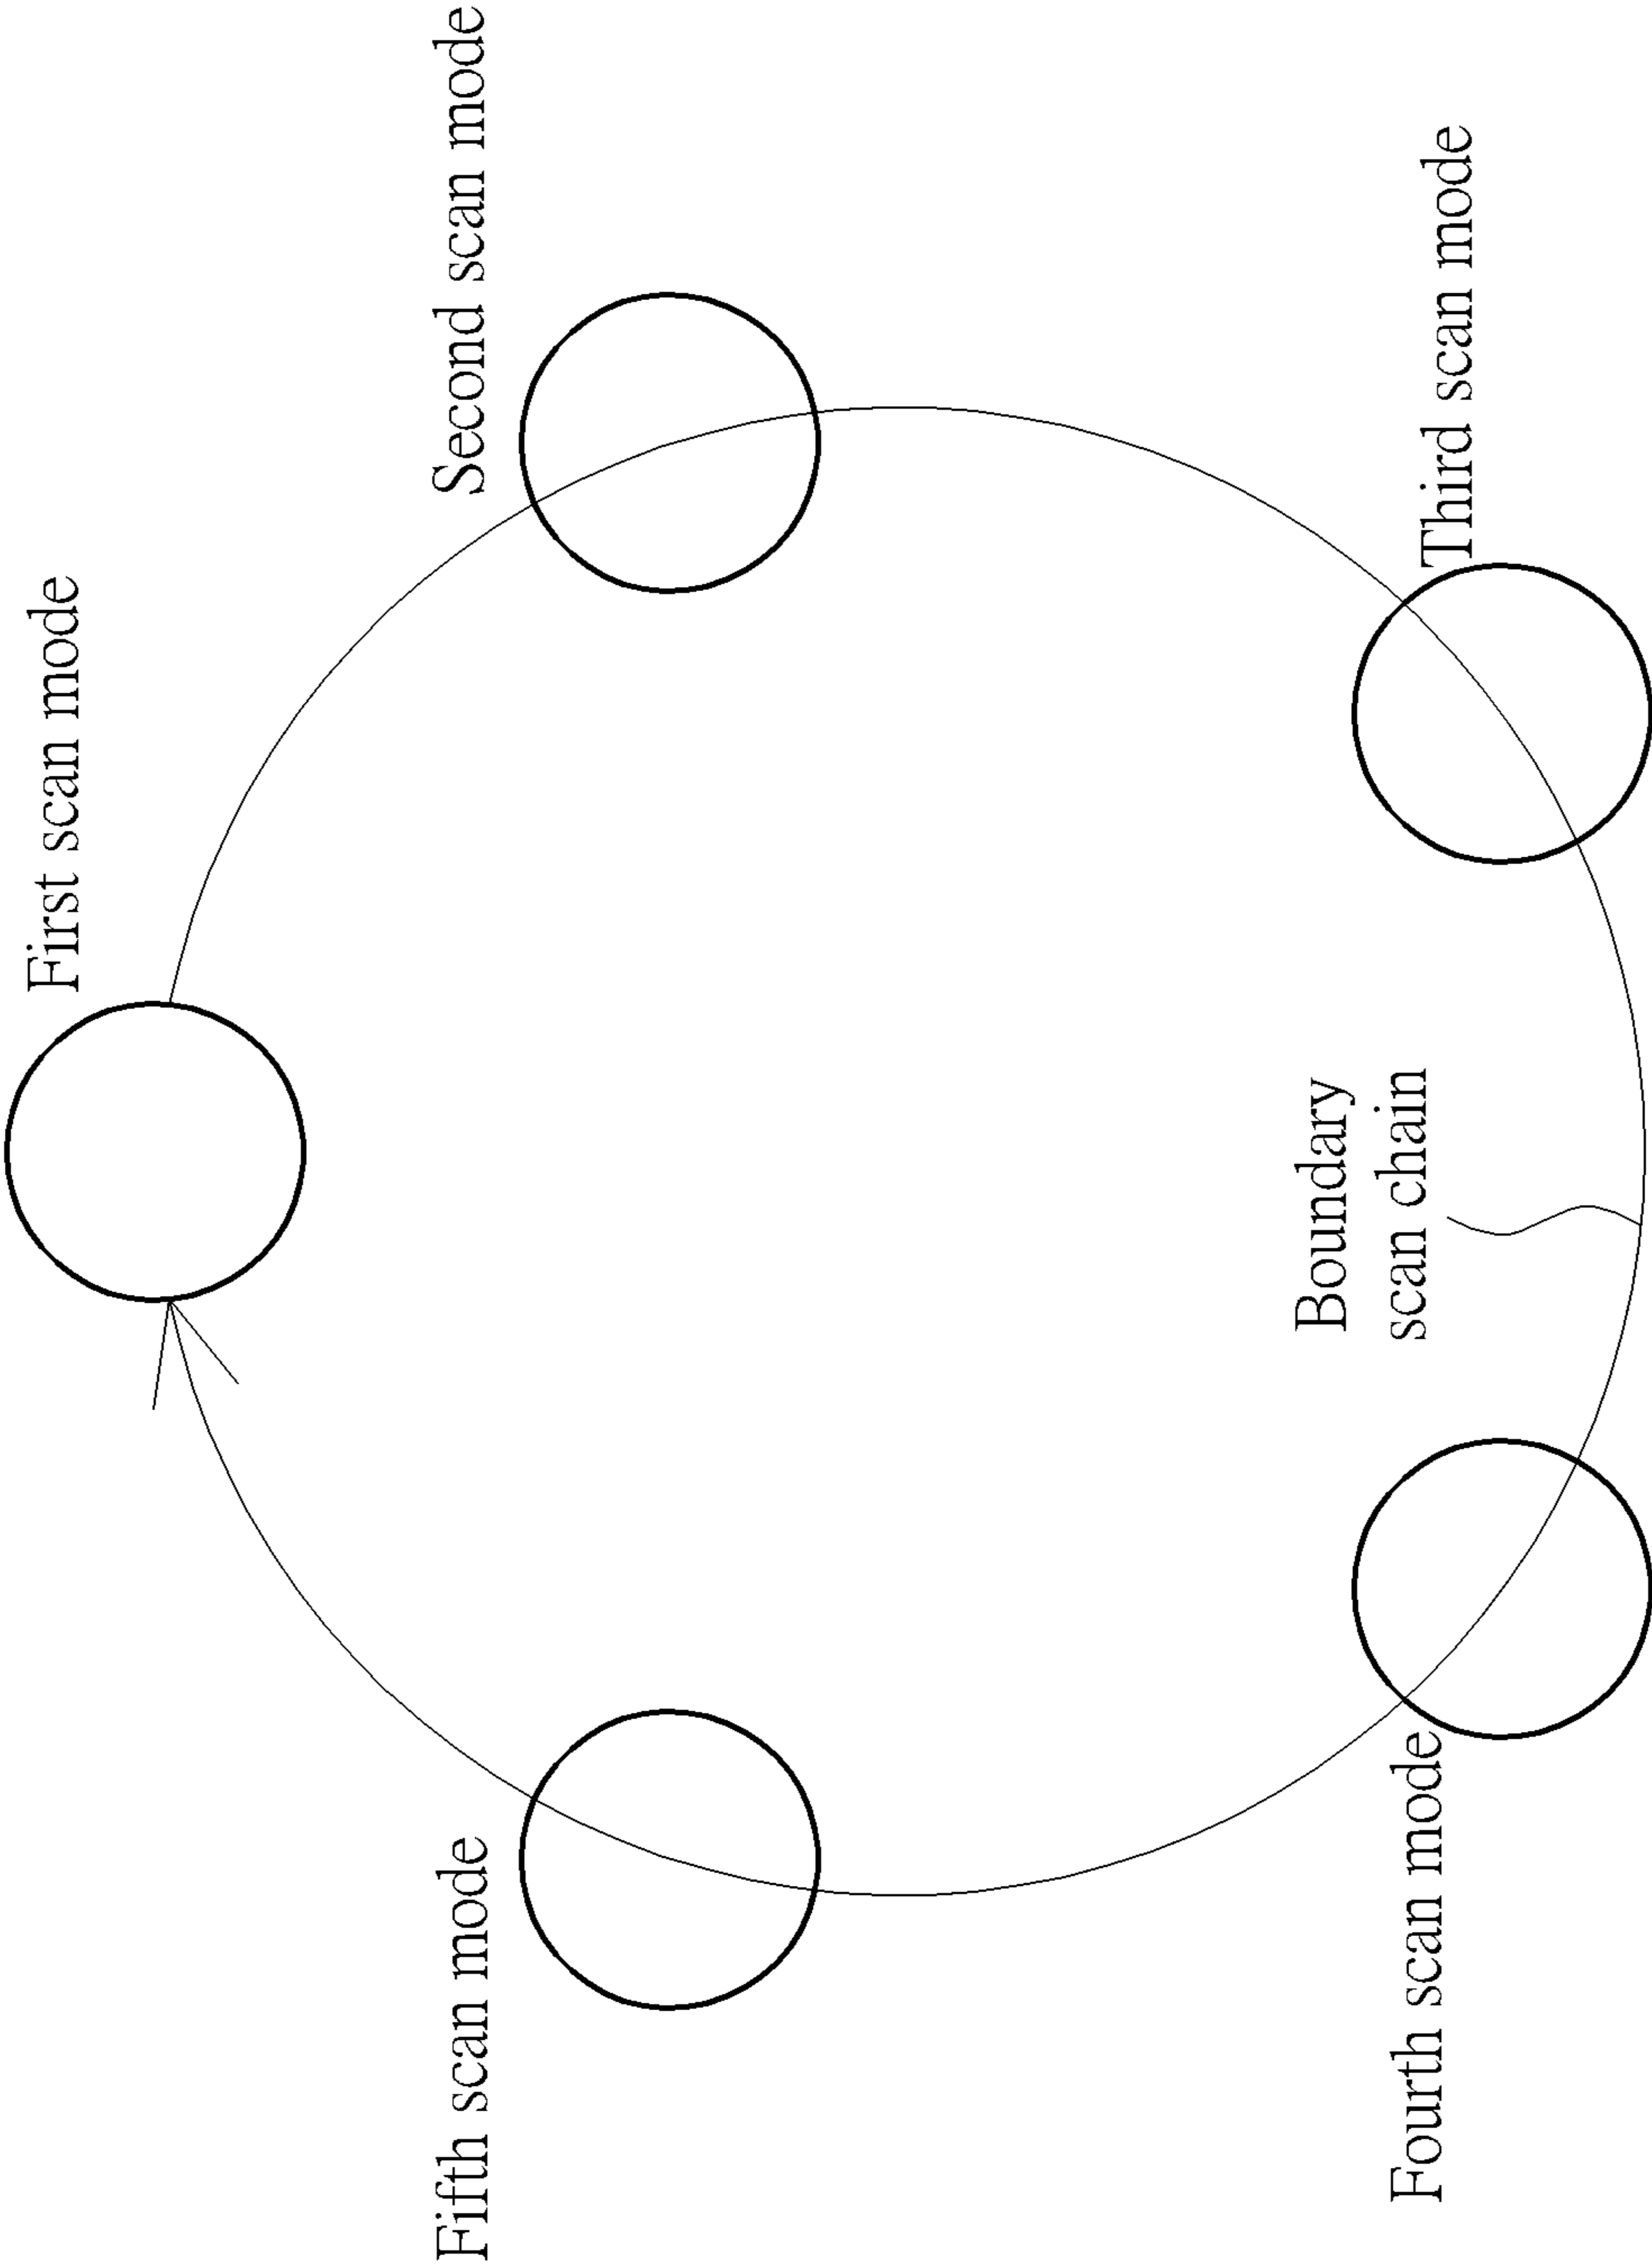 First scan mode
Second scan mode
Third scan mode
Boundary
scan chain
Fourth scan mode
Fifth scan mode